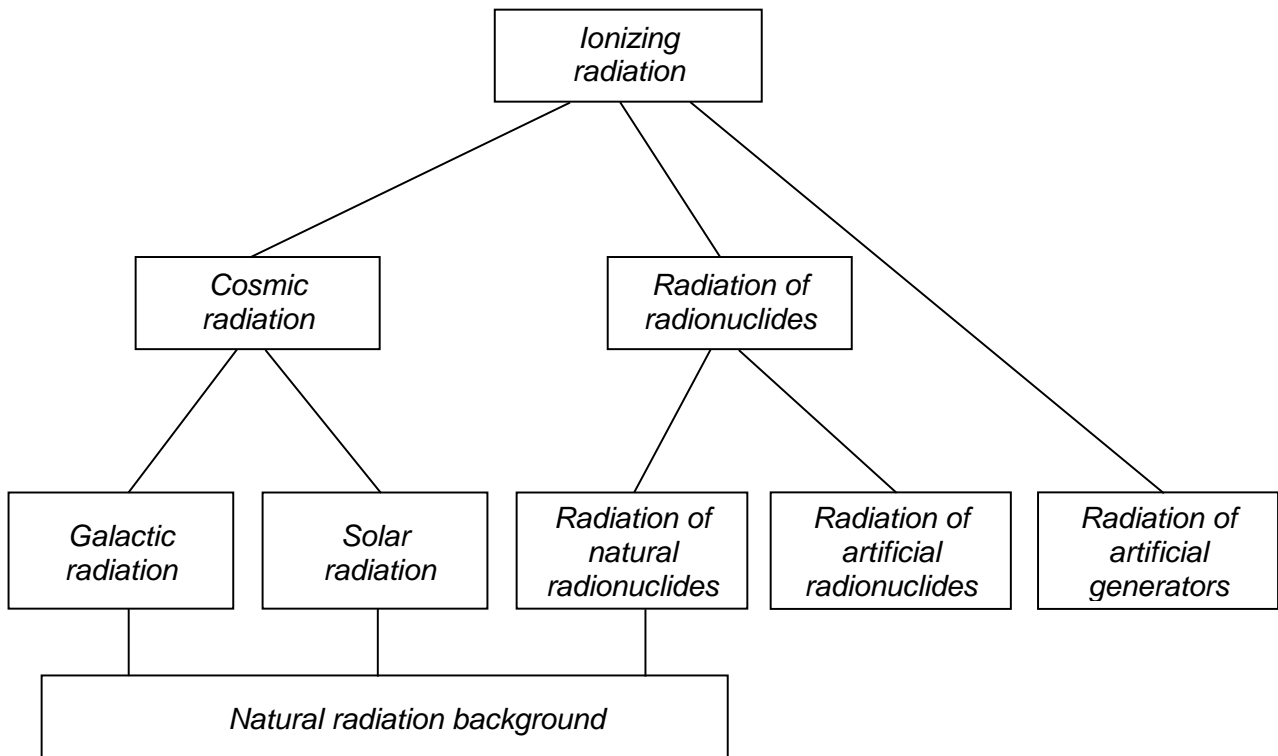 Ionizing
radiation
Cosmic
radiation
Radiation of
radionuclides
Galactic
radiation
Solar
radiation
Radiation of
natural
radionuclides
Radiation of
artificial
radionuclides
Radiation of
artificial
generators
Natural radiation background